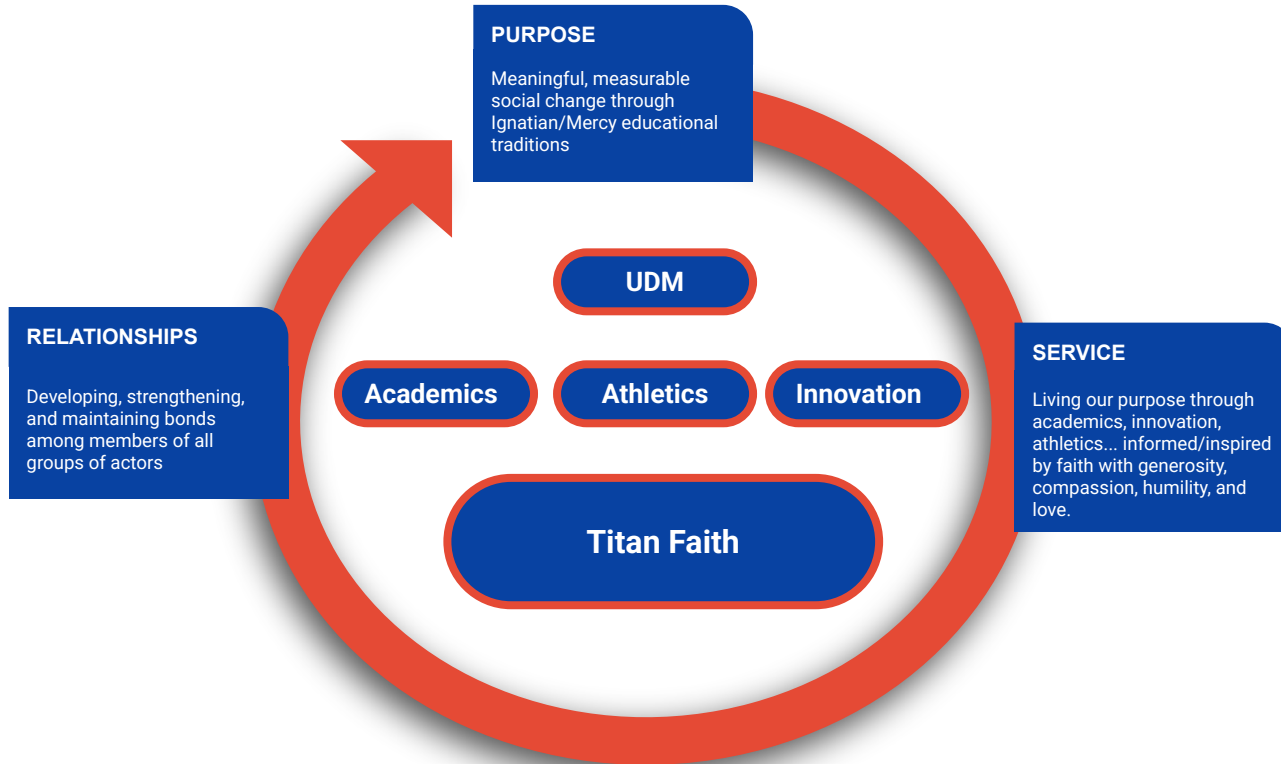 PURPOSE
Meaningful, measurable
social change through
Ignatian/Mercy educational
traditions
UDM
RELATIONSHIPS
Developing, strengthening,
and maintaining bonds
among members of all
groups of actors
Academics
Athletics
Innovation
SERVICE
Living our purpose through
academics, innovation,
athletics... informed/inspired
by faith with generosity,
compassion, humility, and
love.
Titan Faith